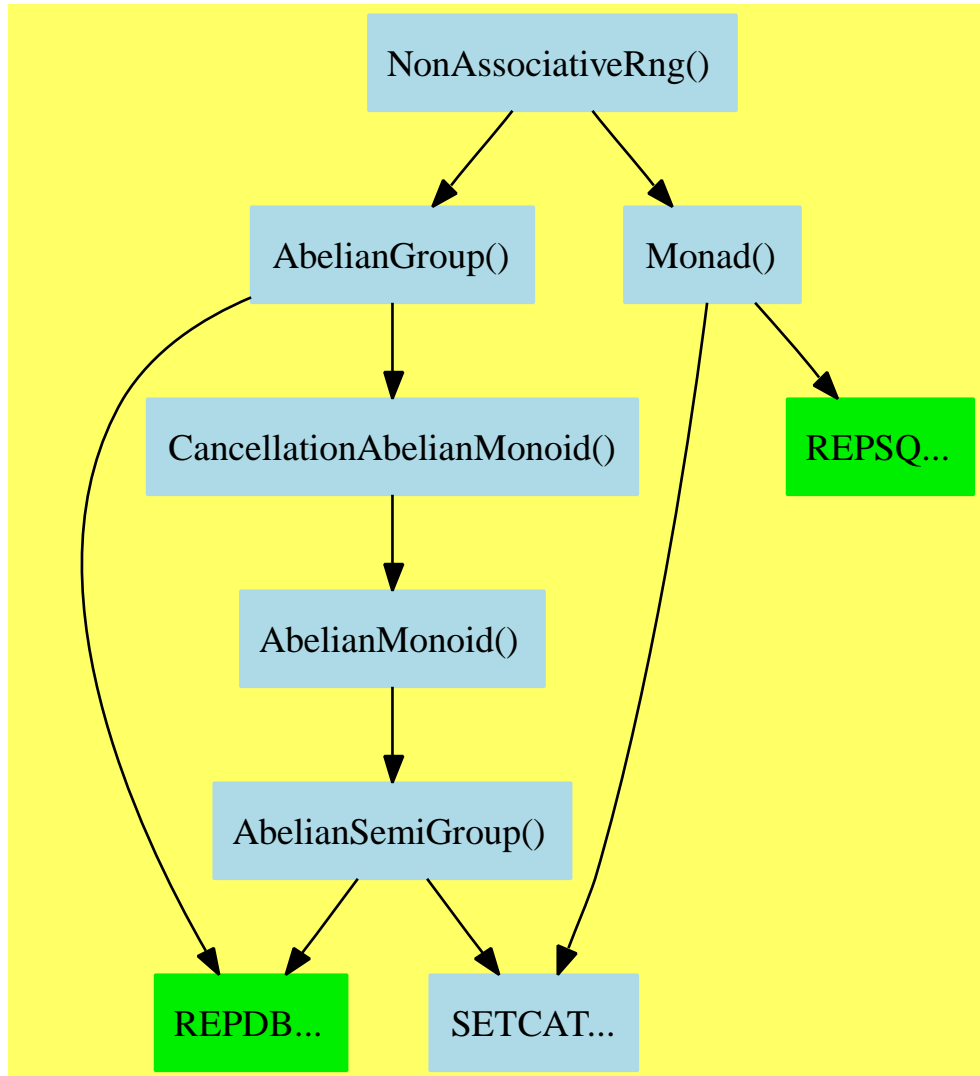 NonAssociativeRng()
AbelianGroup()
Monad()
CancellationAbelianMonoid()
REPSQ...
AbelianMonoid()
AbelianSemiGroup()
REPDB...
SETCAT...